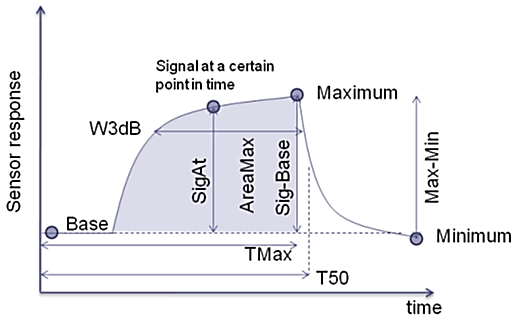 Signal at a certain
point in time
Maximum
W3dB
Sensor response
SigAt
AreaMax
Sig-Base
Max-Min
Base
Minimum
TMax
T50
time